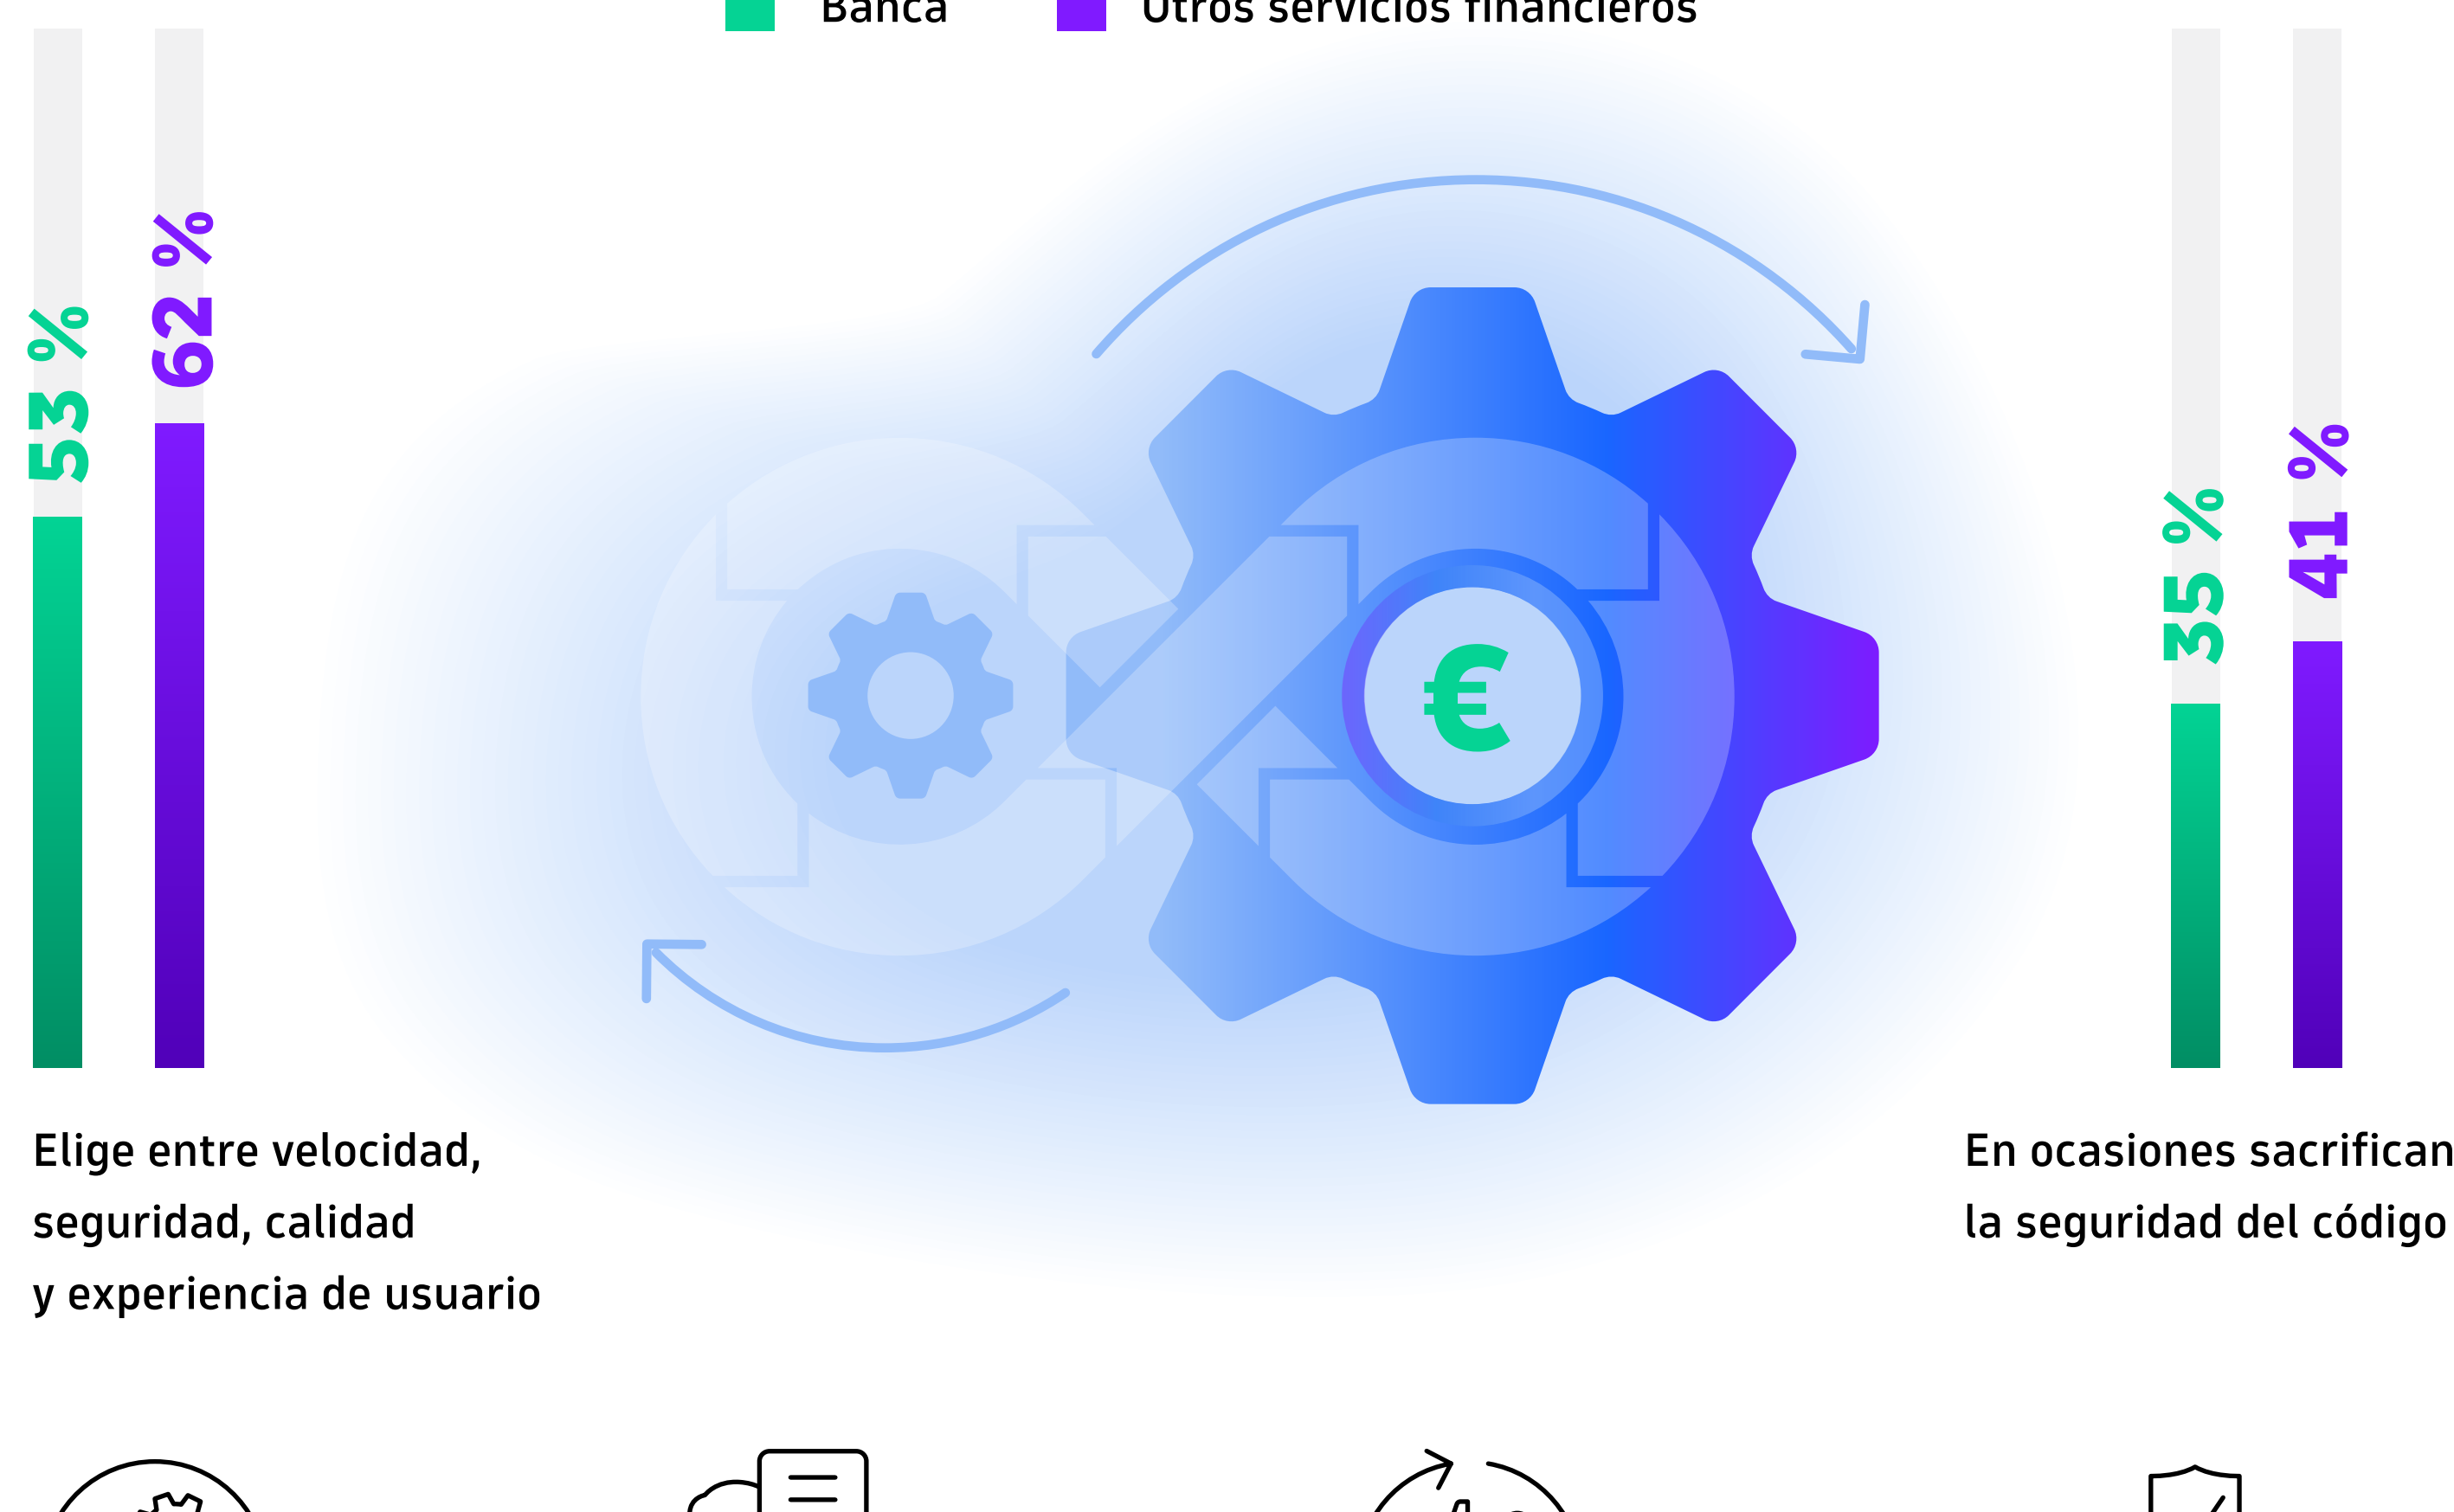 Banca
Otros servicios financieros
53 %
62 %
Elige entre velocidad,
seguridad, calidad
y experiencia de usuario
€
35 %
41 %
En ocasiones sacrifican
la seguridad del código